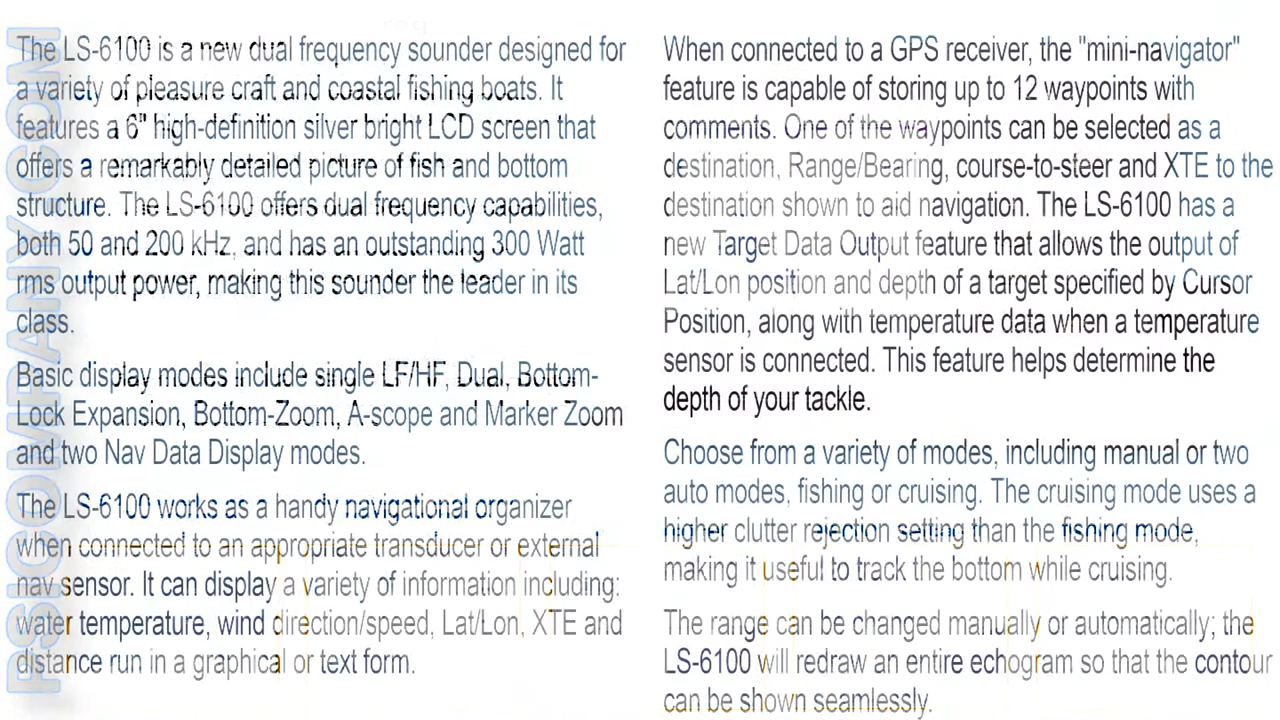 The LS-6100 is a new dual frequency sounder designed for
a variety of pleasure craft and coastal fishing boats. It
features a 6" high-definition silver bright LCD screen that
offers a remarkably detailed picture of fish and bottom
structure. The LS-6100 offers dual frequency capabilities,
both 50 and 200 kHz, and has an outstanding 300 Watt
rms output power, making this sounder the leader in its
class.
Basic display modes include single LF/HF, Dual, Bottom-
Lock Expansion, Bottom-Zoom, A-scope and Marker Zoom
and two Nav Data Display modes.
The LS-6100 works as a handy navigational organizer
when connected to an appropriate transducer or external
nav sensor. It can display a variety of information including:
water temperature, wind direction/speed, Lat/Lon, XTE and
distance run in a graphical or text form.
When connected to a GPS receiver, the "mini-navigator"
feature is capable of storing up to 12 waypoints with
comments. One of the waypoints can be selected as a
destination, Range/Bearing, course-to-steer and XTE to the
destination shown to aid navigation. The LS-6100 has a
new Target Data Output feature that allows the output of
Lat/Lon position and depth of a target specified by Cursor
Position, along with temperature data when a temperature
sensor is connected. This feature helps determine the
depth of your tackle.
Choose from a variety of modes, including manual or two
auto modes, fishing or cruising. The cruising mode uses a
higher clutter rejection setting than the fishing mode,
making it useful to track the bottom while cruising.
The range can be changed manually or automatically; the
LS-6100 will redraw an entire echogram so that the contour
can be shown seamlessly.
PSICOMPANY.COM